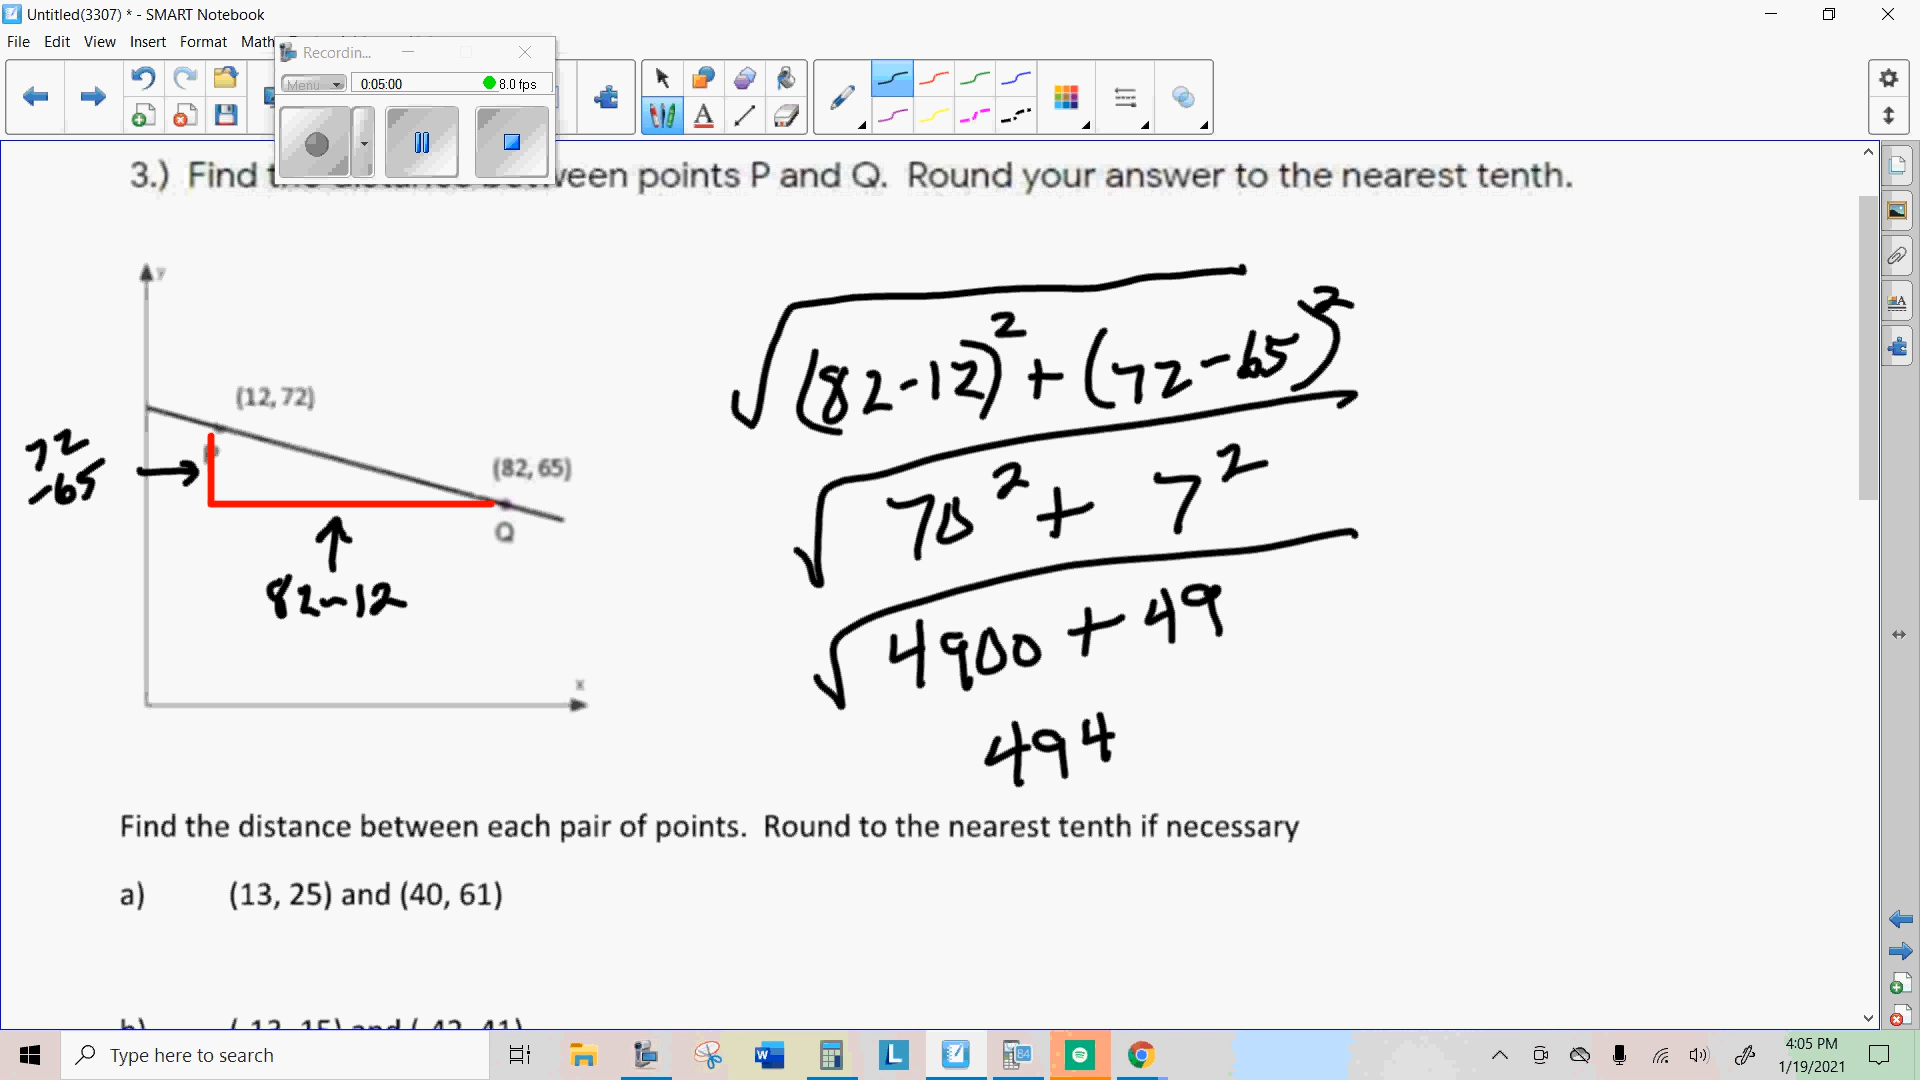 Untitled(3307) * - SMART Notebook
File Edit View Insert Format Math
Recordin...
Menu 0:05:00 8.0 fps
3.) Find the distance between points P and Q. Round your answer to the nearest tenth.
y
(12, 72)
P
(82, 65)
Q
x
72
-65
82-12
√(82-12)² + (72-65)²
√70² + 7²
√4900 + 49
494
Find the distance between each pair of points. Round to the nearest tenth if necessary
a) (13, 25) and (40, 61)
Type here to search
4:05 PM
1/19/2021